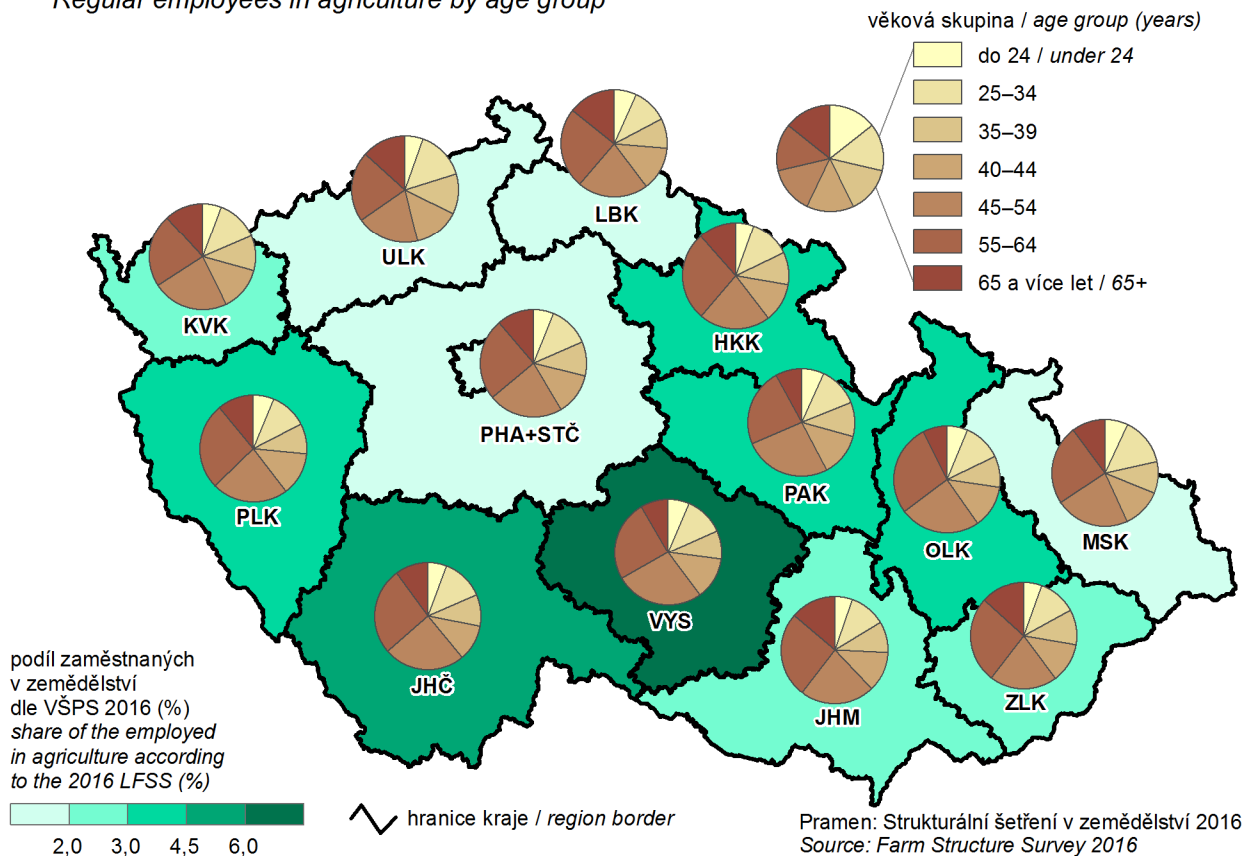 Regular employees in agriculture by age group
věková skupina / age group (years)
do 24 / under 24
25–34
35–39
40–44
45–54
55–64
65 a více let / 65+
LBK
ULK
KVK
HKK
PHA+STČ
PAK
PLK
OLK
MSK
VYS
JHČ
JHM
ZLK
podíl zaměstnaných
v zemědělství
dle VŠPS 2016 (%)
share of the employed
in agriculture according
to the 2016 LFSS (%)
2,0 3,0 4,5 6,0
hranice kraje / region border
Pramen: Strukturální šetření v zemědělství 2016
Source: Farm Structure Survey 2016